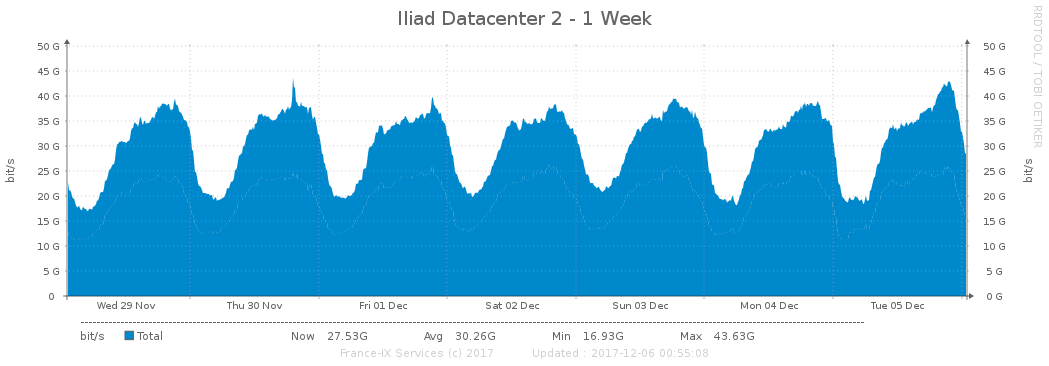 Iliad Datacenter 2 - 1 Week
RRDTOOL / TOBI OETIKER
50 G 50 G
45 G 45 G
40 G 40 G
35 G 35 G
30 G 30 G
25 G 25 G
20 G 20 G
15 G 15 G
10 G 10 G
5 G 5 G
0 0 G
bit/s bit/s
Wed 29 Nov Thu 30 Nov Fri 01 Dec Sat 02 Dec Sun 03 Dec Mon 04 Dec Tue 05 Dec
bit/s Total Now 27.53G Avg 30.26G Min 16.93G Max 43.63G
France-IX Services (c) 2017 Updated : 2017-12-06 00:55:08